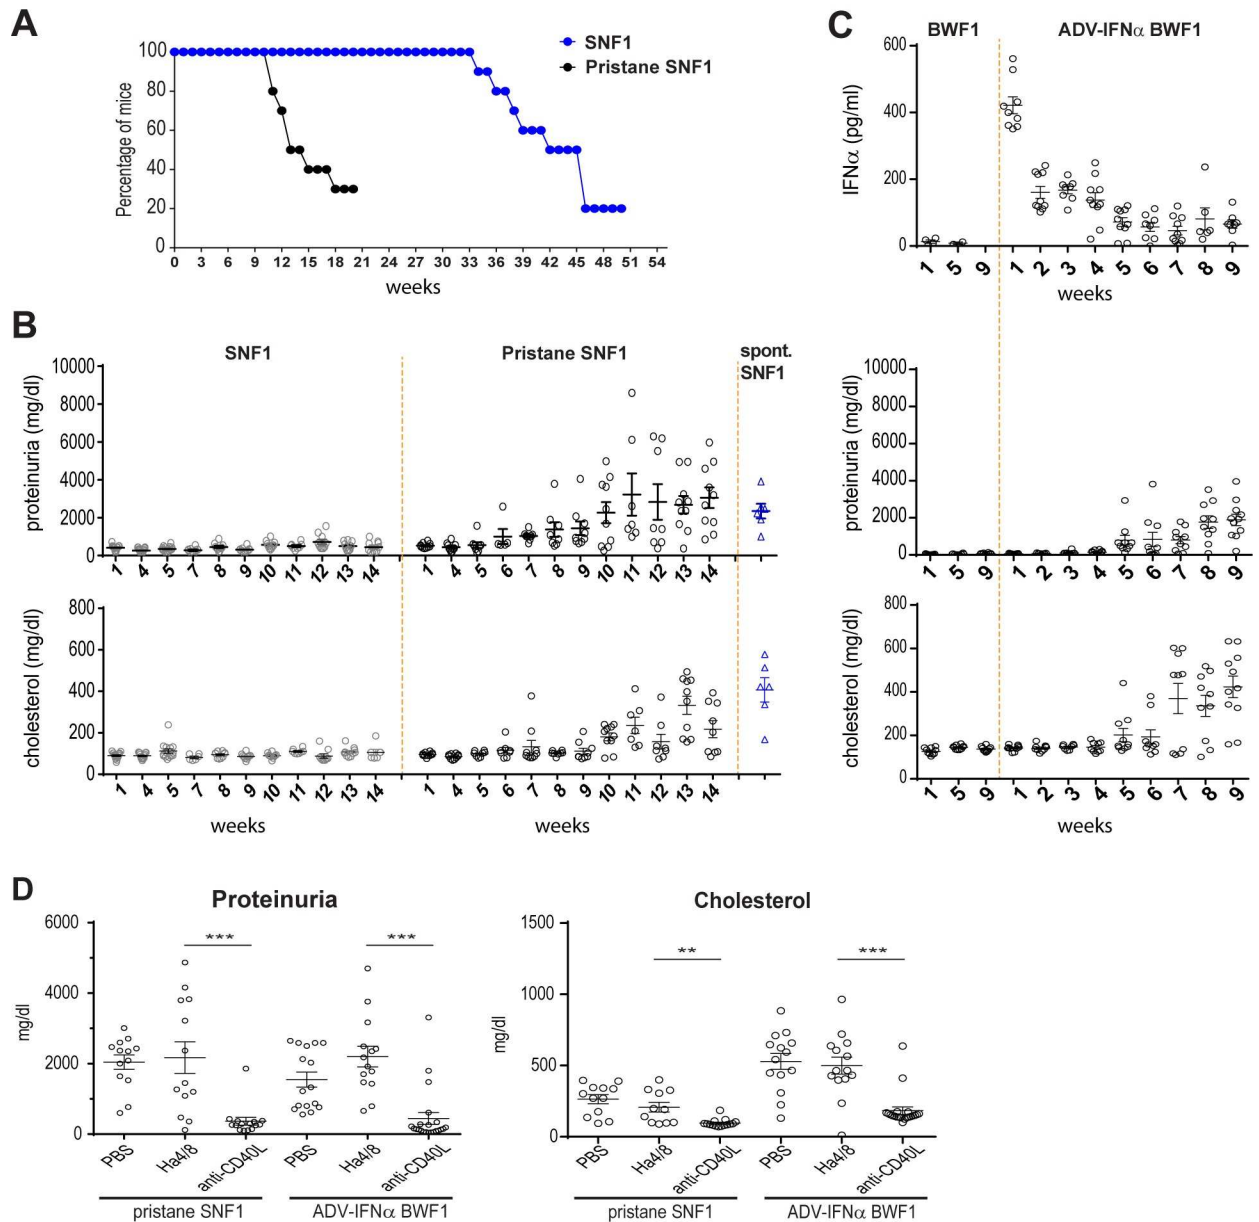 A
100
80
60
40
20
0
Percentage of mice
0 3 6 9 12 15 18 21 24 27 30 33 36 39 42 45 48 51 54
weeks
SNF1
Pristane SNF1
C
BWF1 ADV-IFNα BWF1
600
400
200
0
IFNα (pg/ml)
1 5 9 1 2 3 4 5 6 7 8 9
weeks
B
SNF1 Pristane SNF1 spont.
SNF1
10000
8000
6000
4000
2000
0
proteinuria (mg/dl)
1 4 5 7 8 9 10 11 12 13 14 1 4 5 6 7 8 9 10 11 12 13 14
800
600
400
200
0
cholesterol (mg/dl)
1 4 5 7 8 9 10 11 12 13 14 1 4 5 6 7 8 9 10 11 12 13 14
weeks weeks
10000
8000
6000
4000
2000
0
proteinuria (mg/dl)
1 5 9 1 2 3 4 5 6 7 8 9
800
600
400
200
0
cholesterol (mg/dl)
1 5 9 1 2 3 4 5 6 7 8 9
weeks
D
Proteinuria
6000
4000
2000
0
mg/dl
*** ***
PBS Ha4/8 anti-CD40L PBS Ha4/8 anti-CD40L
pristane SNF1 ADV-IFNα BWF1
Cholesterol
1500
1000
500
0
mg/dl
** ***
PBS Ha4/8 anti-CD40L PBS Ha4/8 anti-CD40L
pristane SNF1 ADV-IFNα BWF1